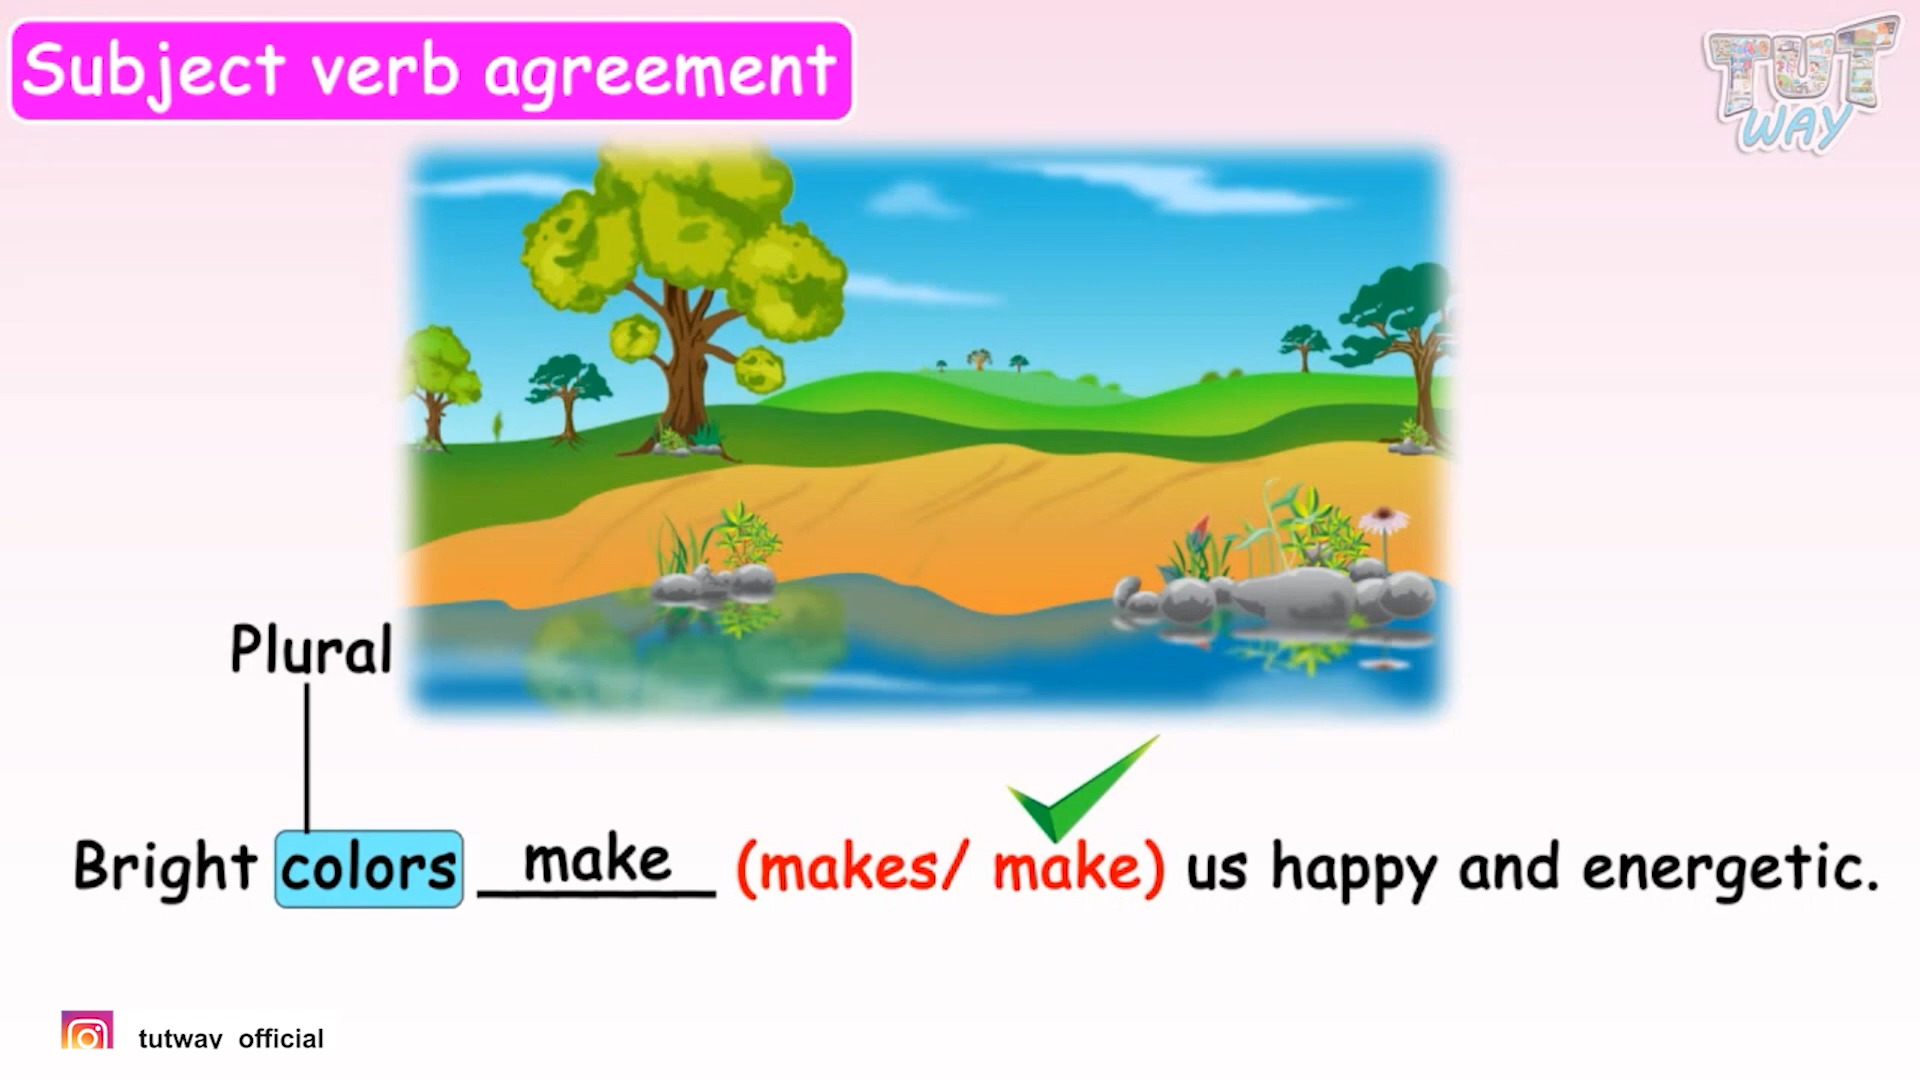 Subject verb agreement
TUT
WAY
Plural
Bright colors make (makes/ make) us happy and energetic.
tutway_official